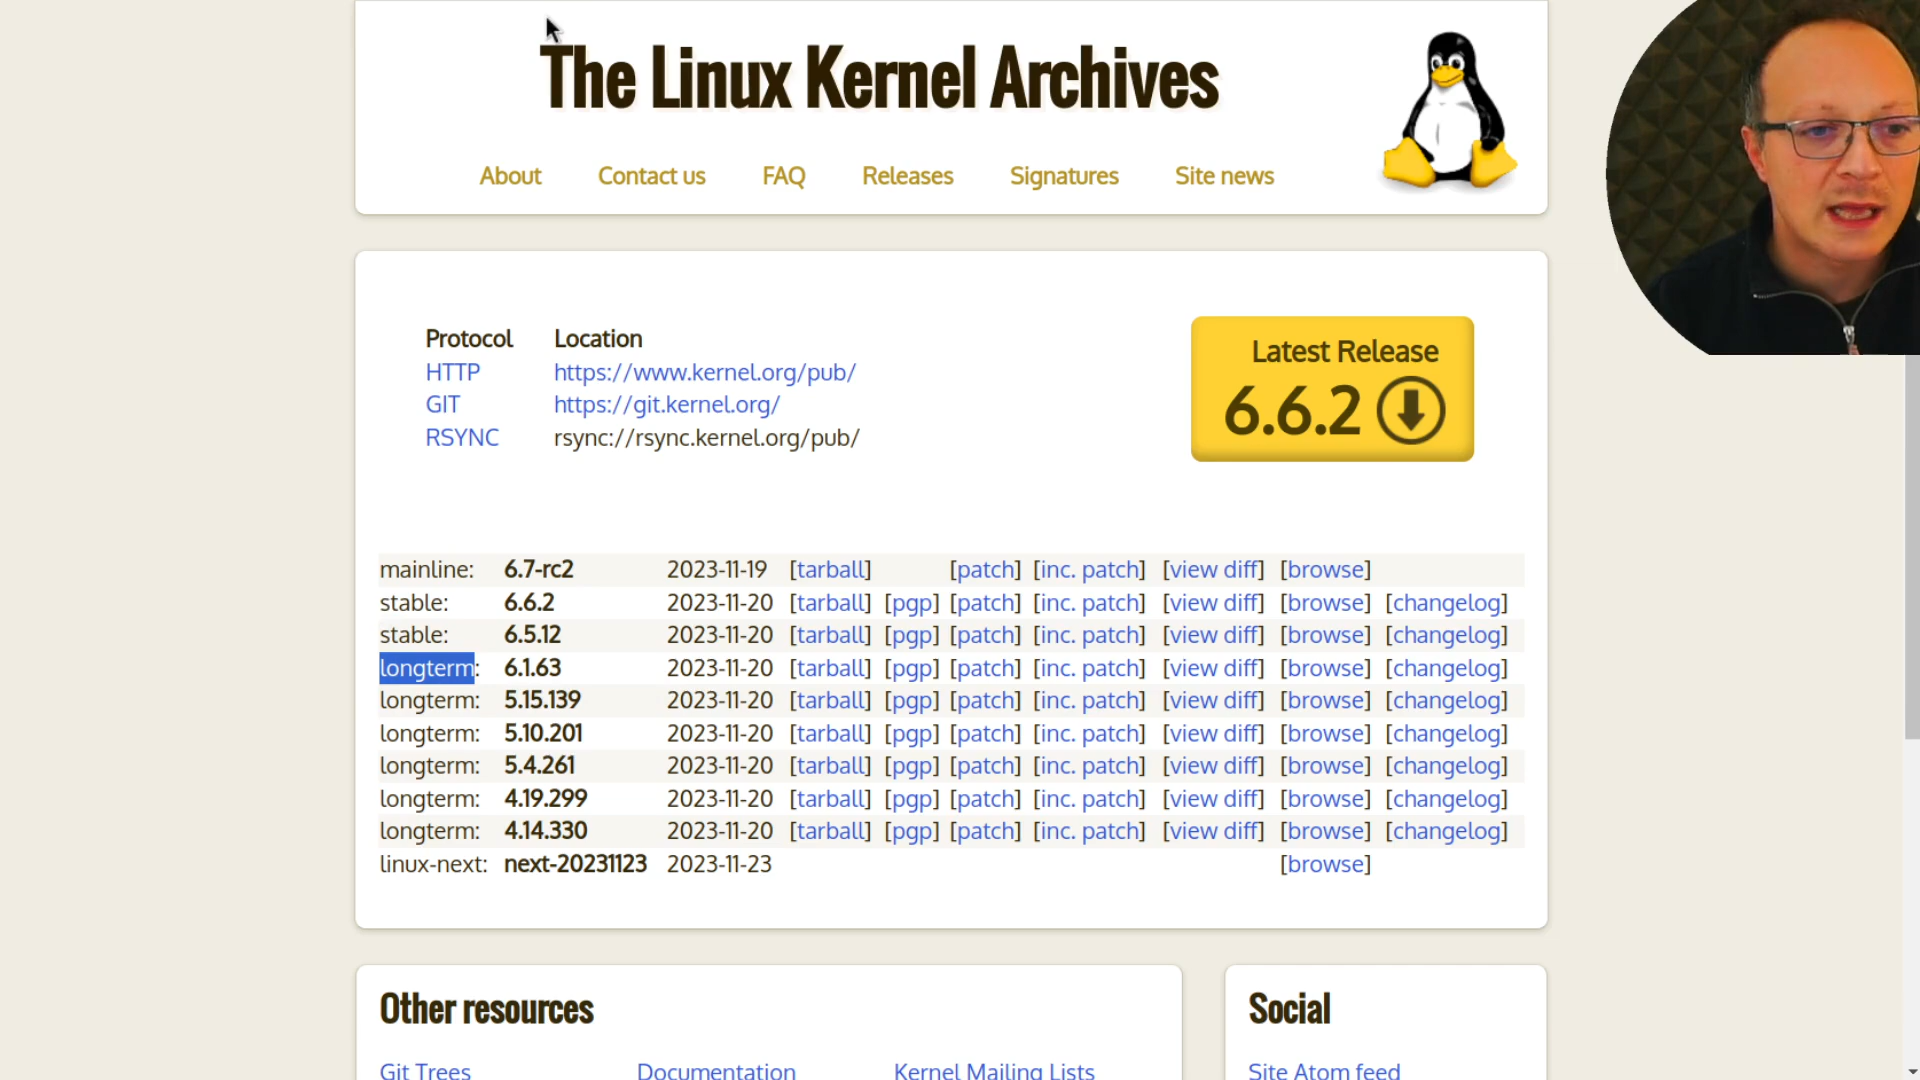 The Linux Kernel Archives
About Contact us FAQ Releases Signatures Site news
Protocol Location
HTTP https://www.kernel.org/pub/
GIT https://git.kernel.org/
RSYNC rsync://rsync.kernel.org/pub/
Latest Release
6.6.2
mainline: 6.7-rc2 2023-11-19 [tarball] [patch] [inc. patch] [view diff] [browse]
stable: 6.6.2 2023-11-20 [tarball] [pgp] [patch] [inc. patch] [view diff] [browse] [changelog]
stable: 6.5.12 2023-11-20 [tarball] [pgp] [patch] [inc. patch] [view diff] [browse] [changelog]
longterm: 6.1.63 2023-11-20 [tarball] [pgp] [patch] [inc. patch] [view diff] [browse] [changelog]
longterm: 5.15.139 2023-11-20 [tarball] [pgp] [patch] [inc. patch] [view diff] [browse] [changelog]
longterm: 5.10.201 2023-11-20 [tarball] [pgp] [patch] [inc. patch] [view diff] [browse] [changelog]
longterm: 5.4.261 2023-11-20 [tarball] [pgp] [patch] [inc. patch] [view diff] [browse] [changelog]
longterm: 4.19.299 2023-11-20 [tarball] [pgp] [patch] [inc. patch] [view diff] [browse] [changelog]
longterm: 4.14.330 2023-11-20 [tarball] [pgp] [patch] [inc. patch] [view diff] [browse] [changelog]
linux-next: next-20231123 2023-11-23 [browse]
Other resources
Git Trees Documentation Kernel Mailing Lists
Social
Site Atom feed